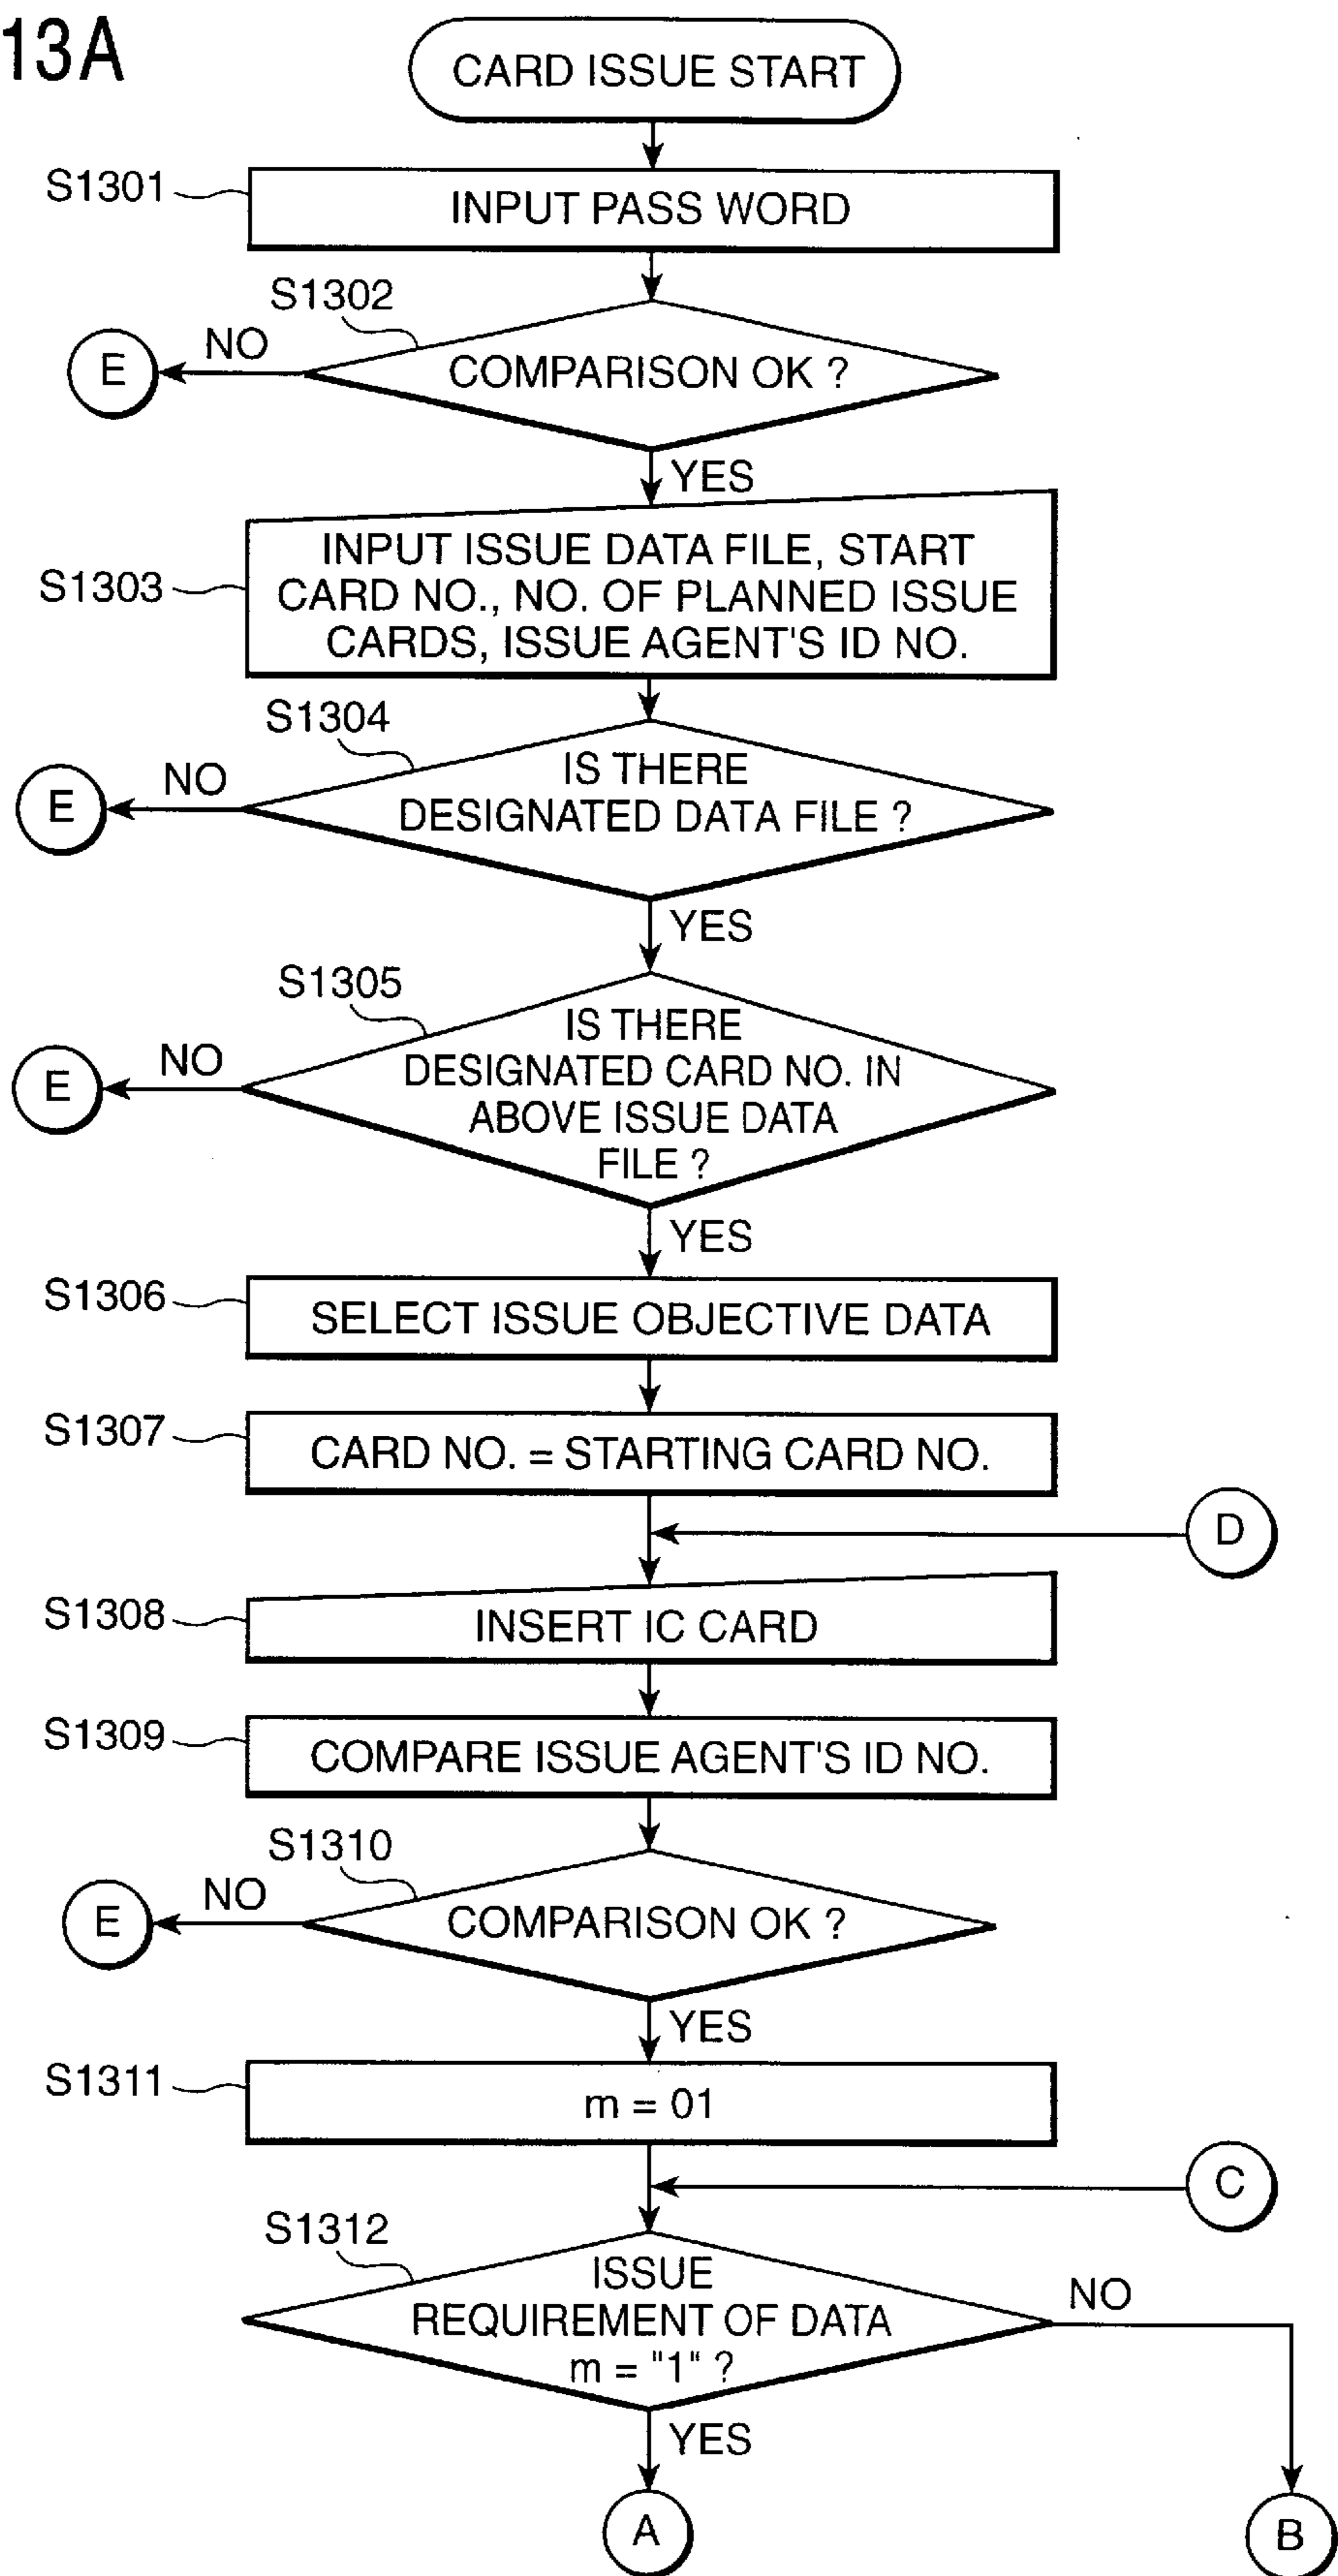 13A
CARD ISSUE START
S1301
INPUT PASS WORD
S1302
COMPARISON OK ?
NO
E
YES
S1303
INPUT ISSUE DATA FILE, START
CARD NO., NO. OF PLANNED ISSUE
CARDS, ISSUE AGENT'S ID NO.
S1304
IS THERE
DESIGNATED DATA FILE ?
NO
E
YES
S1305
IS THERE
DESIGNATED CARD NO. IN
ABOVE ISSUE DATA
FILE ?
NO
E
YES
S1306
SELECT ISSUE OBJECTIVE DATA
S1307
CARD NO. = STARTING CARD NO.
D
S1308
INSERT IC CARD
S1309
COMPARE ISSUE AGENT'S ID NO.
S1310
COMPARISON OK ?
NO
E
YES
S1311
m = 01
C
S1312
ISSUE
REQUIREMENT OF DATA
m = "1" ?
NO
YES
A
B